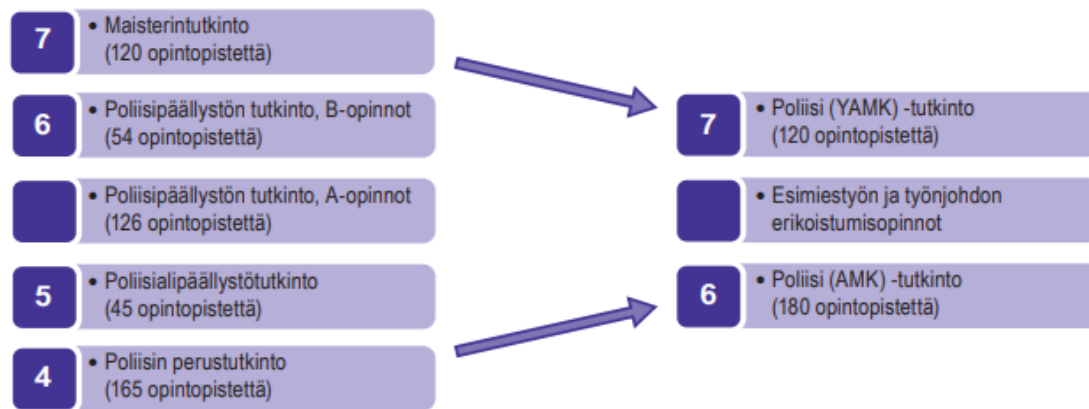 7
• Maisterintutkinto
(120 opintopistettä)
6
• Poliisipäällystön tutkinto, B-opinnot
(54 opintopistettä)
• Poliisipäällystön tutkinto, A-opinnot
(126 opintopistettä)
5
• Poliisialipäällystötutkinto
(45 opintopistettä)
4
• Poliisin perustutkinto
(165 opintopistettä)
7
• Poliisi (YAMK) -tutkinto
(120 opintopistettä)
• Esimiestyön ja työnjohdon
erikoistumisopinnot
6
• Poliisi (AMK) -tutkinto
(180 opintopistettä)